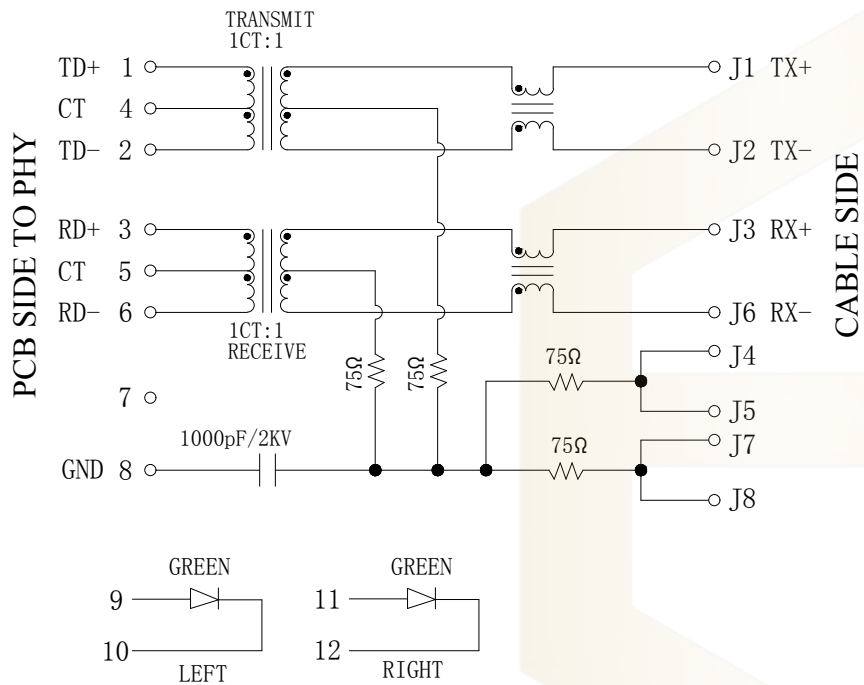 TRANSMIT
1CT:1
TD+ 1
CT 4
TD- 2
J1 TX+
J2 TX-
RD+ 3
CT 5
RD- 6
J3 RX+
J6 RX-
1CT:1
RECEIVE
PCB SIDE TO PHY
CABLE SIDE
75Ω
75Ω
75Ω
J4
J5
7
1000pF/2KV
GND 8
75Ω
J7
J8
GREEN
9
10
LEFT
GREEN
11
12
RIGHT